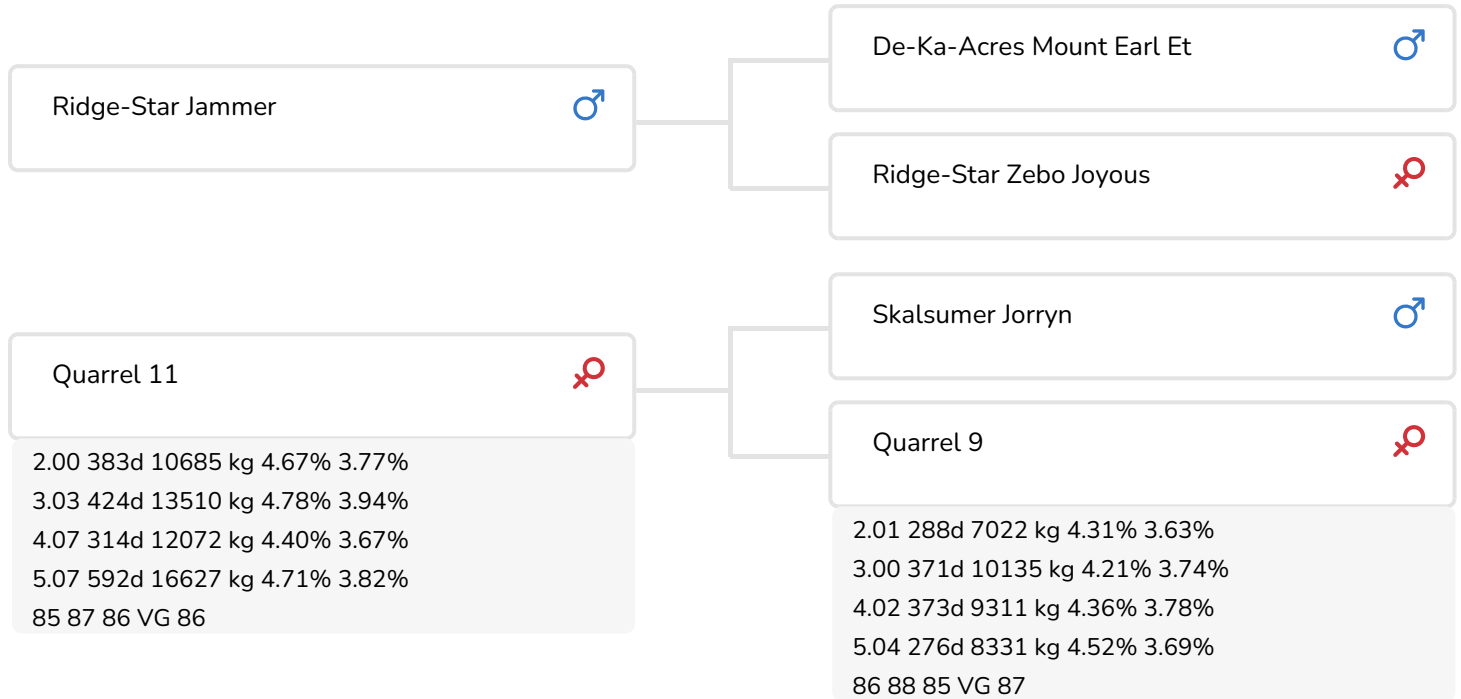 Ridge-Star Jammer
De-Ka-Acres Mount Earl Et
Ridge-Star Zebo Joyous
Quarrel 11
2.00 383d 10685 kg 4.67% 3.77%
3.03 424d 13510 kg 4.78% 3.94%
4.07 314d 12072 kg 4.40% 3.67%
5.07 592d 16627 kg 4.71% 3.82%
85 87 86 VG 86
Skalsumer Jorryn
Quarrel 9
2.01 288d 7022 kg 4.31% 3.63%
3.00 371d 10135 kg 4.21% 3.74%
4.02 373d 9311 kg 4.36% 3.78%
5.04 276d 8331 kg 4.52% 3.69%
86 88 85 VG 87